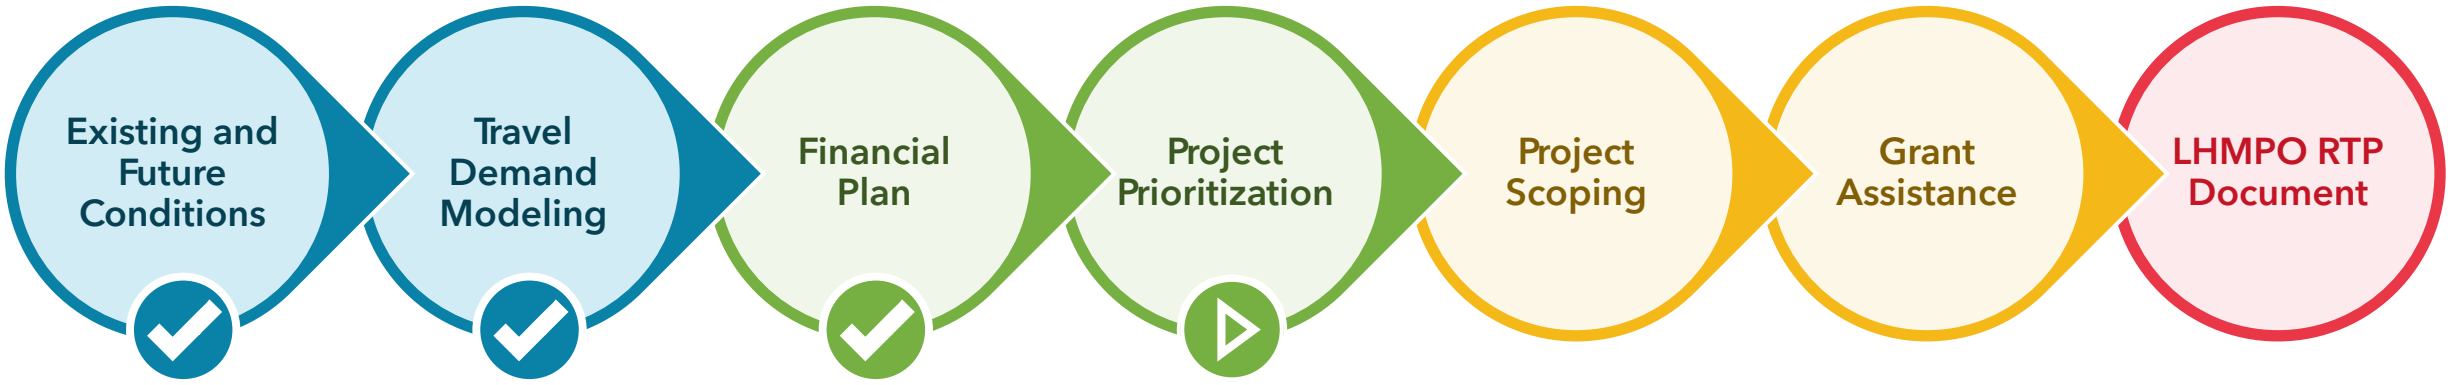 Existing and
Future
Conditions
Travel
Demand
Modeling
Financial
Plan
Project
Prioritization
Project
Scoping
Grant
Assistance
LHMPO RTP
Document